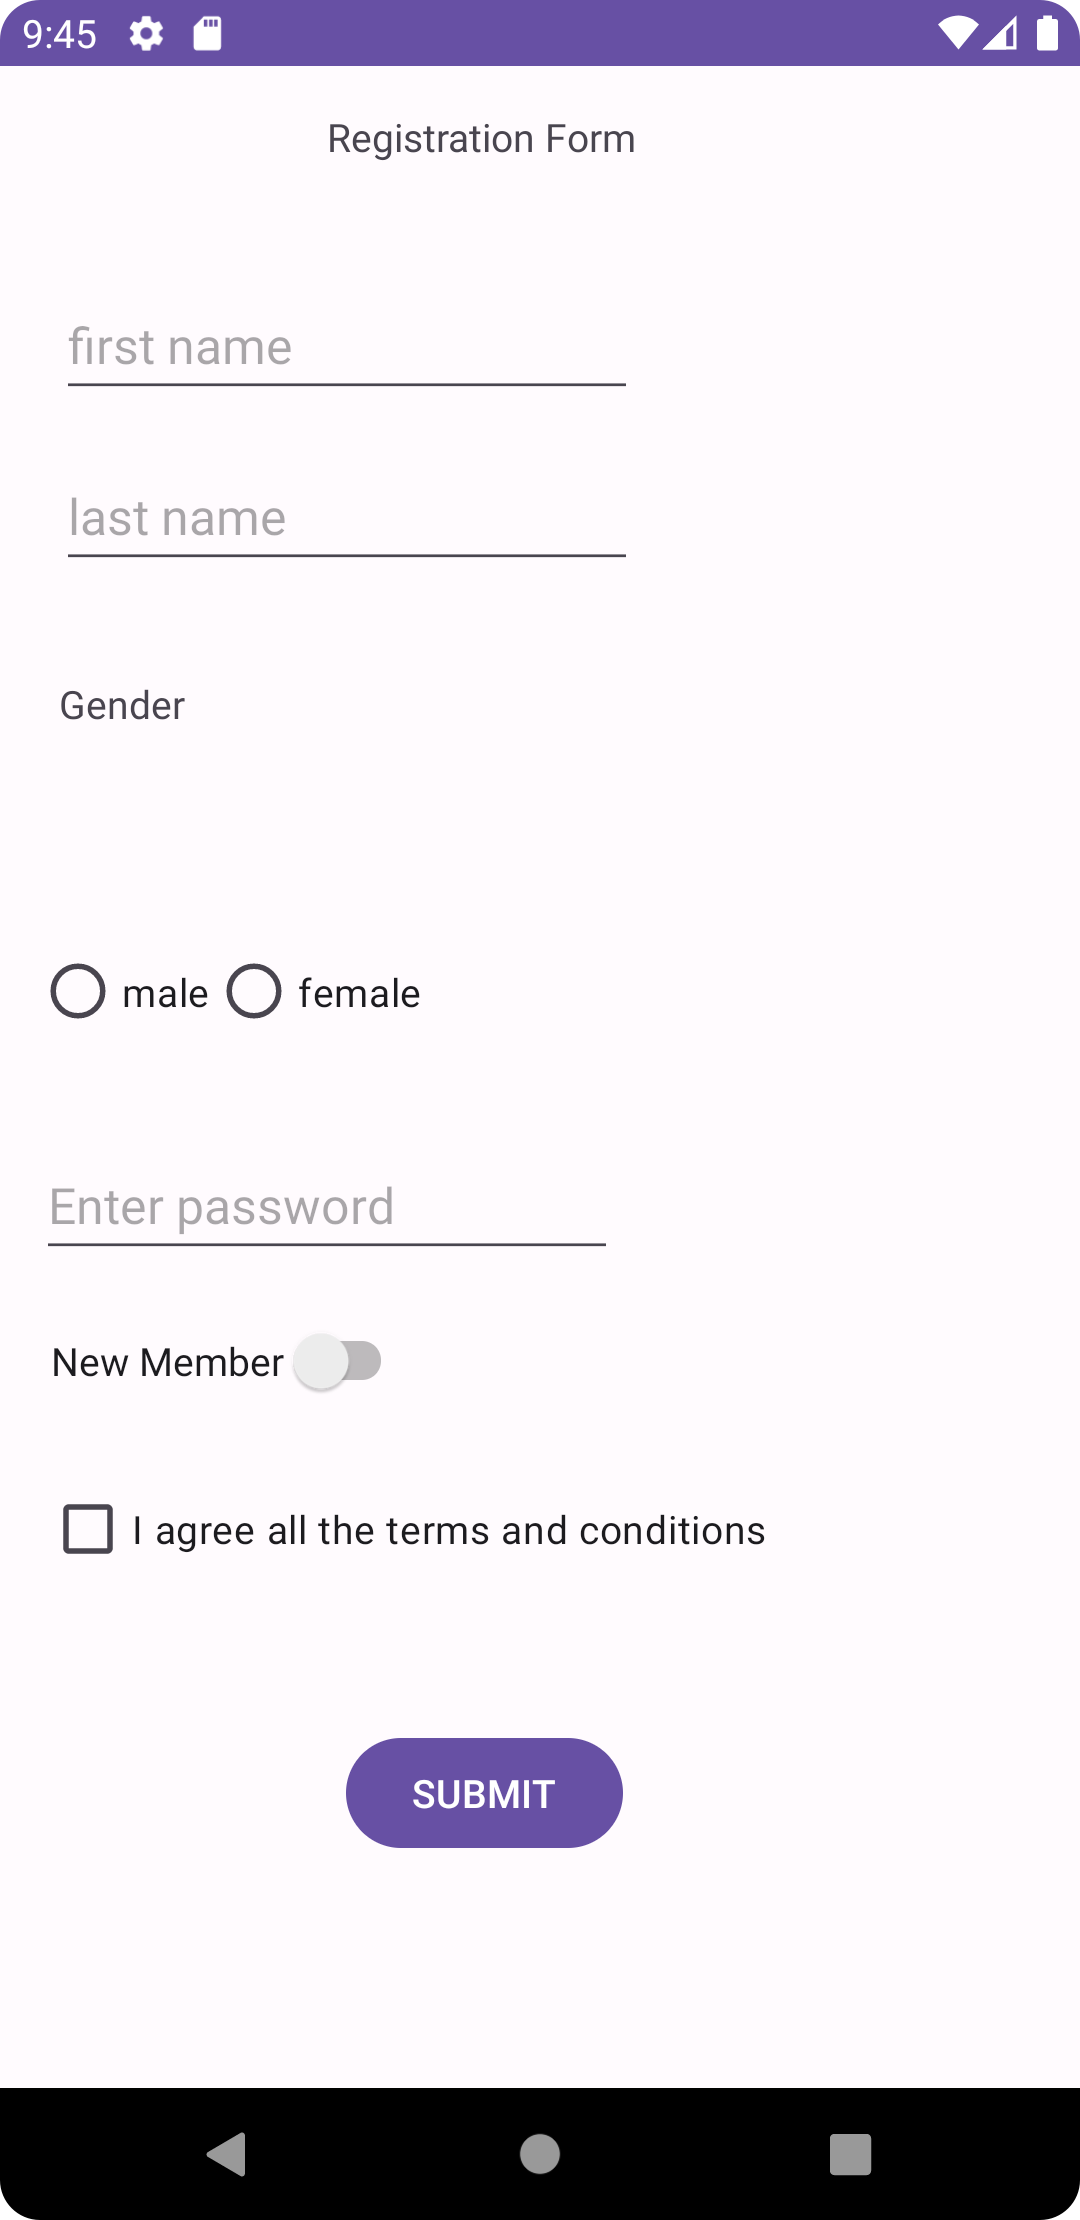 9:45
Registration Form
first name
last name
Gender
male female
Enter password
New Member
I agree all the terms and conditions
SUBMIT